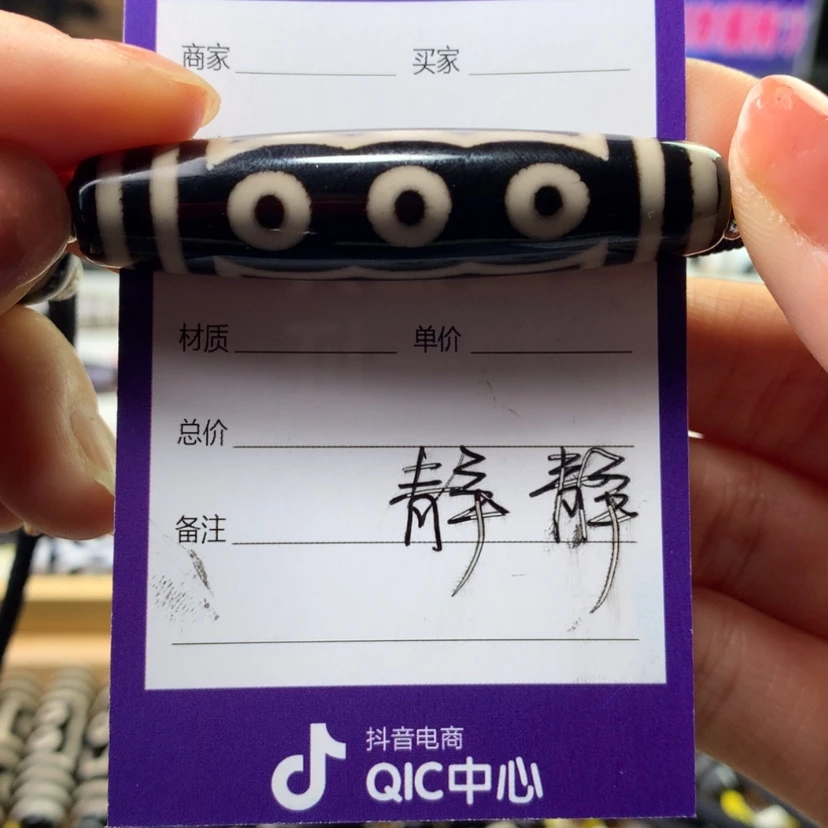 商家 买家
材质 单价
总价
静静
备注
抖音电商
QIC中心